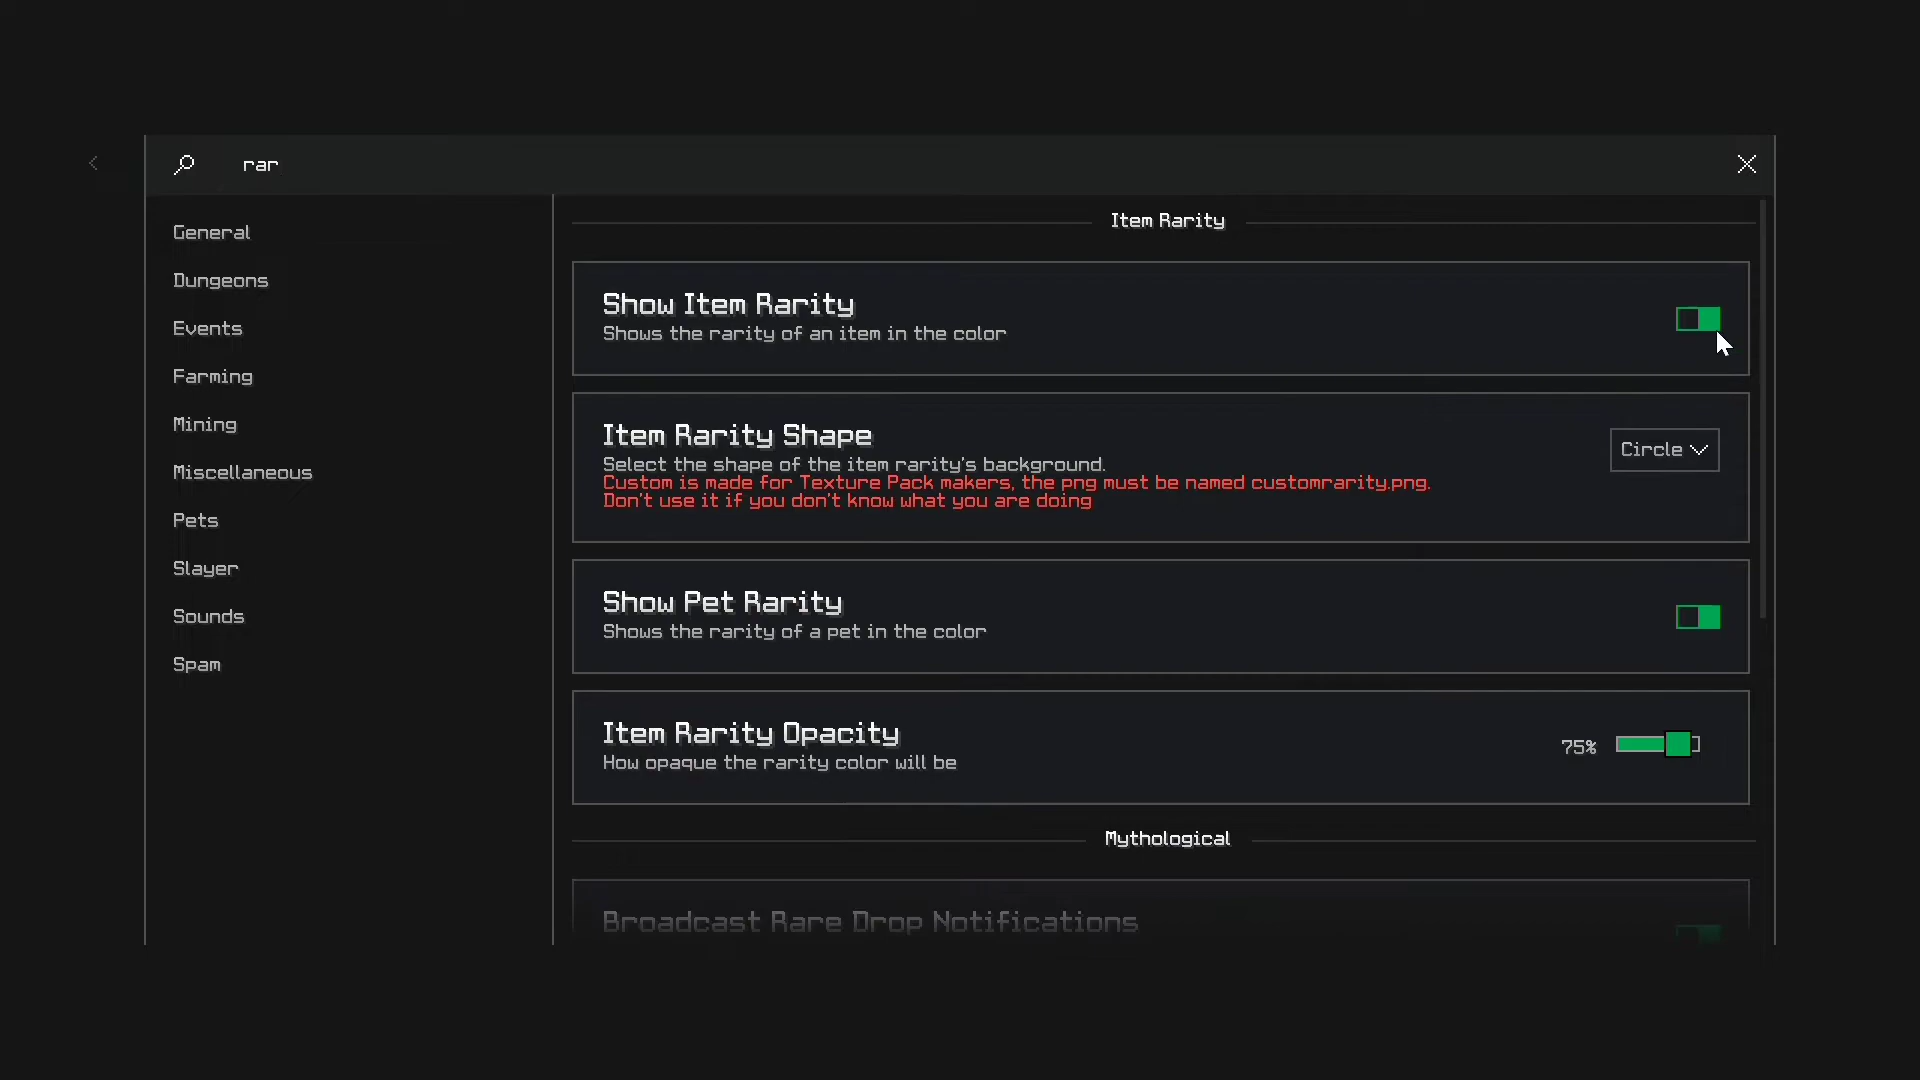 rar
General
Dungeons
Events
Farming
Mining
Miscellaneous
Pets
Slayer
Sounds
Spam
Item Rarity
Show Item Rarity
Shows the rarity of an item in the color
Item Rarity Shape
Select the shape of the item rarity's background.
Custom is made for Texture Pack makers, the png must be named customrarity.png.
Don't use it if you don't know what you are doing
Circle
Show Pet Rarity
Shows the rarity of a pet in the color
Item Rarity Opacity
How opaque the rarity color will be
75%
Mythological
Broadcast Rare Drop Notifications